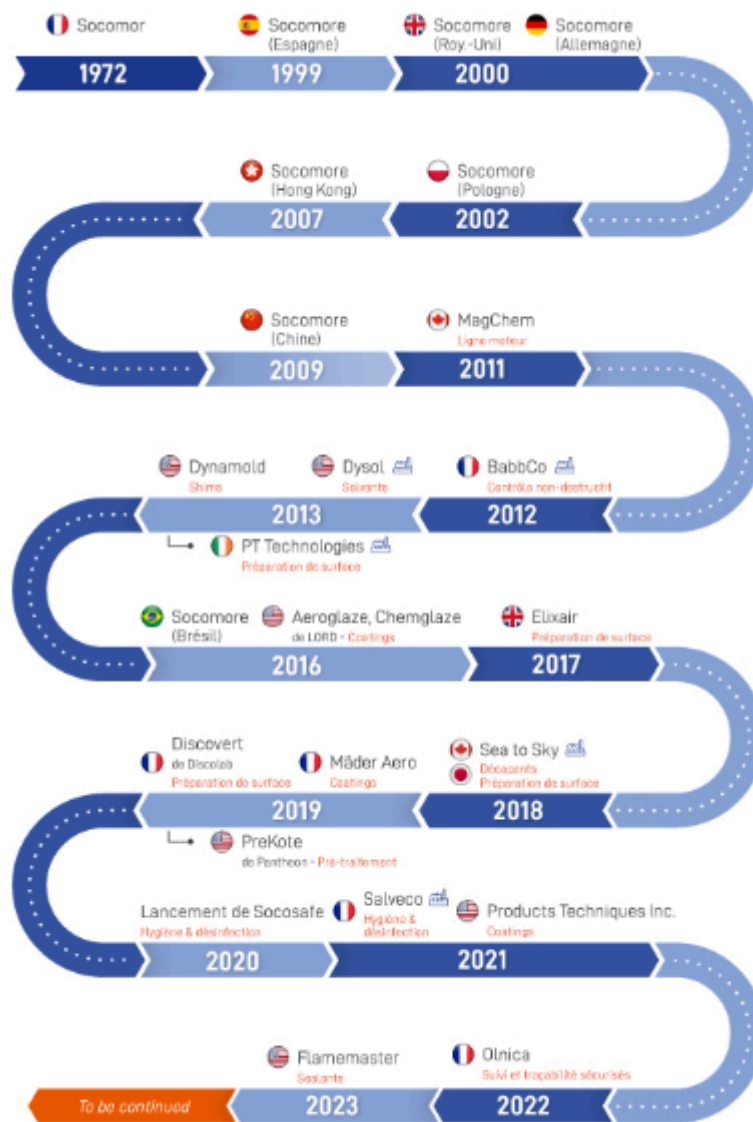 Socomor
Socomore
(Espagne)
Socomore
(Roy.-Uni)
Socomore
(Allemagne)
1972
1999
2000
Socomore
(Hong Kong)
Socomore
(Pologne)
2007
2002
Socomore
(Chine)
MagChem
Ligne moteur
2009
2011
Dynamold
Shims
Dysol
Solvants
BabbCo
Contrôle non-destructif
2013
2012
PT Technologies
Préparation de surface
Socomore
(Brésil)
Aeroglaze, Chemglaze
de LORD - Coatings
Elixair
Préparation de surface
2016
2017
Discovert
de Discolab
Préparation de surface
Mäder Aero
Coatings
Sea to Sky
Décapants
Préparation de surface
2019
2018
PreKote
de Pantheon - Pré-traitement
Lancement de Socosafe
Hygiène & désinfection
Salveco
Hygiène &
désinfection
Products Techniques Inc.
Coatings
2020
2021
Flamemaster
Sealants
Olnica
Suivi et traçabilité sécurisés
To be continued
2023
2022